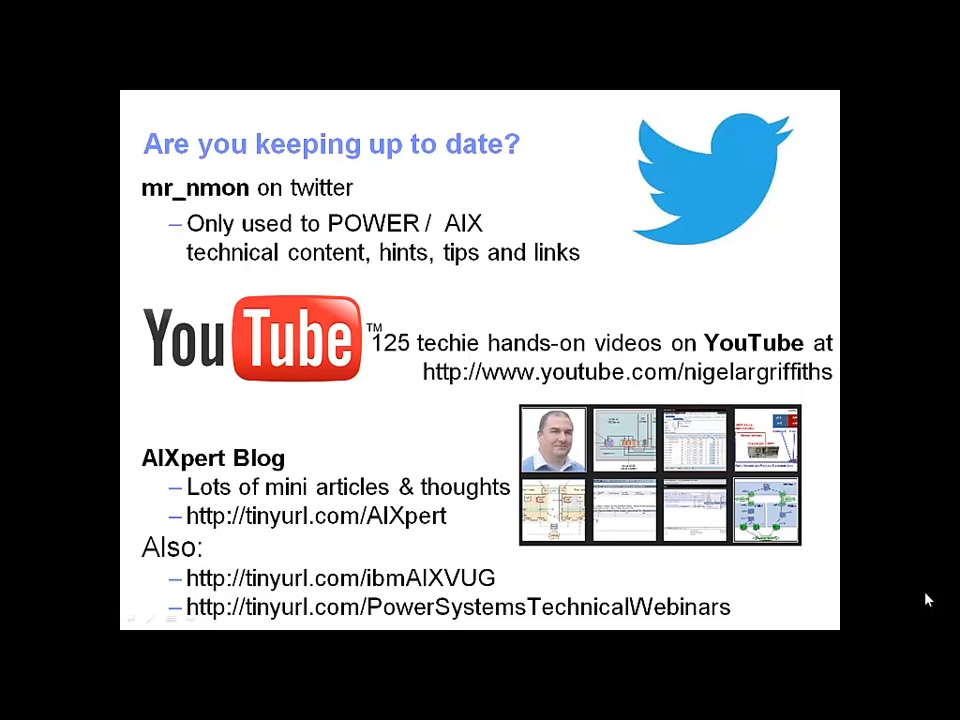 Are you keeping up to date?
mr_nmon on twitter
– Only used to POWER / AIX
technical content, hints, tips and links
YouTube™
125 techie hands-on videos on YouTube at
http://www.youtube.com/nigelargriffiths
AIXpert Blog
– Lots of mini articles & thoughts
– http://tinyurl.com/AIXpert
Also:
– http://tinyurl.com/ibmAIXVUG
– http://tinyurl.com/PowerSystemsTechnicalWebinars